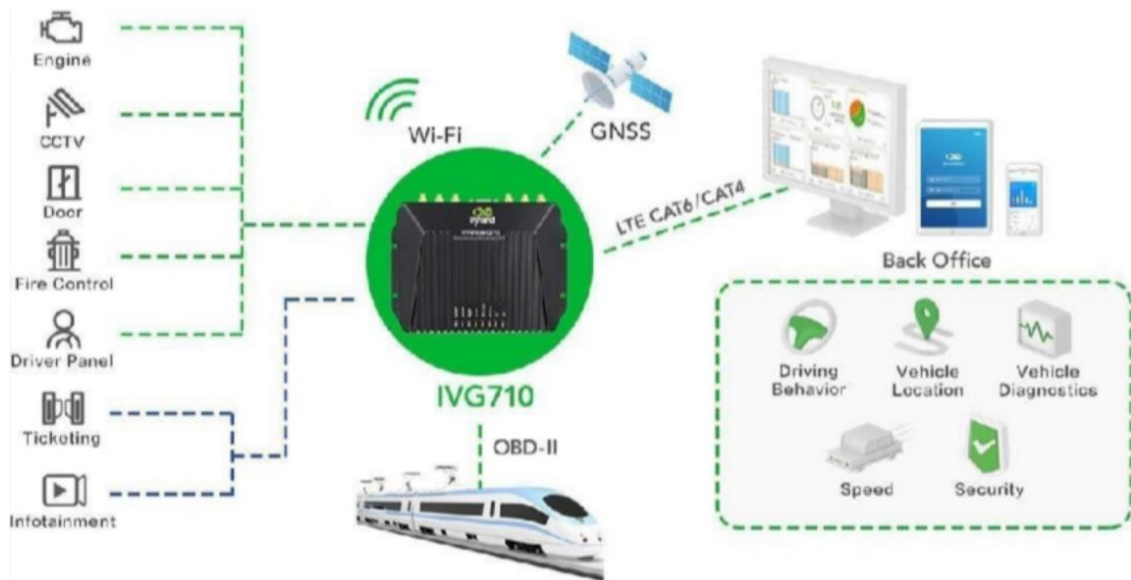 Engine
CCTV
Door
Fire Control
Driver Panel
Ticketing
Infotainment
Wi-Fi
GNSS
LTE CAT6/CAT4
IVG710
OBD-II
Back Office
Driving
Behavior
Vehicle
Location
Vehicle
Diagnostics
Speed
Security